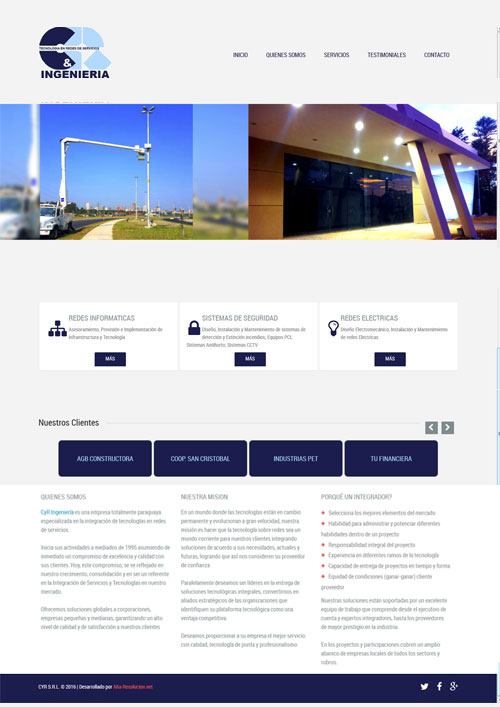 TECNOLOGIA EN REDES DE SERVICIOS
&
INGENIERIA
INICIO QUIENES SOMOS SERVICIOS TESTIMONIALES CONTACTO
REDES INFORMATICAS
Asesoramiento, Provisión e Implementación de
Infraestructura y Tecnología
MÁS
SISTEMAS DE SEGURIDAD
Diseño, Instalación y Mantenimiento de sistemas de
detección y Extinción incendios, Equipos PCI,
Sistemas Antihurto. Sistemas CCTV
MÁS
REDES ELECTRICAS
Diseño Electromecánico, Instalación y Mantenimiento
de redes Electricas
MÁS
Nuestros Clientes
AGB CONSTRUCTORA COOP. SAN CRISTOBAL INDUSTRIAS PET TU FINANCIERA
QUIENES SOMOS
CyR Ingeniería es una empresa totalmente paraguaya
especializada en la integración de tecnologías en redes
de servicios.
Inicia sus actividades a mediados de 1995 asumiendo de
inmediato un compromiso de excelencia y calidad con
sus clientes. Hoy, este compromiso, se ve reflejado en
nuestro crecimiento, consolidación y en ser un referente
en la Integración de Servicios y Tecnologías en nuestro
mercado.
Ofrecemos soluciones globales a corporaciones,
empresas pequeñas y medianas, garantizando un alto
nivel de calidad y de satisfacción a nuestros clientes
NUESTRA MISION
En un mundo donde las tecnologías están en cambio
permanente y evolucionan a gran velocidad, nuestra
misión es hacer que la tecnología sobre redes sea un
mundo corriente para nuestros clientes integrando
soluciones de acuerdo a sus necesidades, actuales y
futuras, logrando que así nos consideren su proveedor
de confianza.
Paralelamente deseamos ser líderes en la entrega de
soluciones tecnológicas integrales, convertirnos en
aliados estratégicos de las organizaciones que
identifiquen su plataforma tecnológica como una
ventaja competitiva.
Deseamos proporcionar a su empresa el mejor servicio
con calidad, tecnología de punta y profesionalismo
PORQUÉ UN INTEGRADOR?
Selecciona los mejores elementos del mercado
Habilidad para administrar y potenciar diferentes
habilidades dentro de un proyecto
Responsabilidad integral del proyecto
Experiencia en diferentes ramos de la tecnología
Capacidad de entrega de proyectos en tiempo y forma
Equidad de condiciones (ganar-ganar) cliente
proveedor
Nuestras soluciones están soportadas por un excelente
equipo de trabajo que comprende desde el ejecutivo de
cuenta y expertos integradores, hasta los proveedores
de mayor prestigio en la industria.
En los proyectos y participaciones cobren un amplio
abanico de empresas locales de todos los sectores y
rubros.
CYR S.R.L. © 2016 | Desarrollado por Alta-Resolucion.net